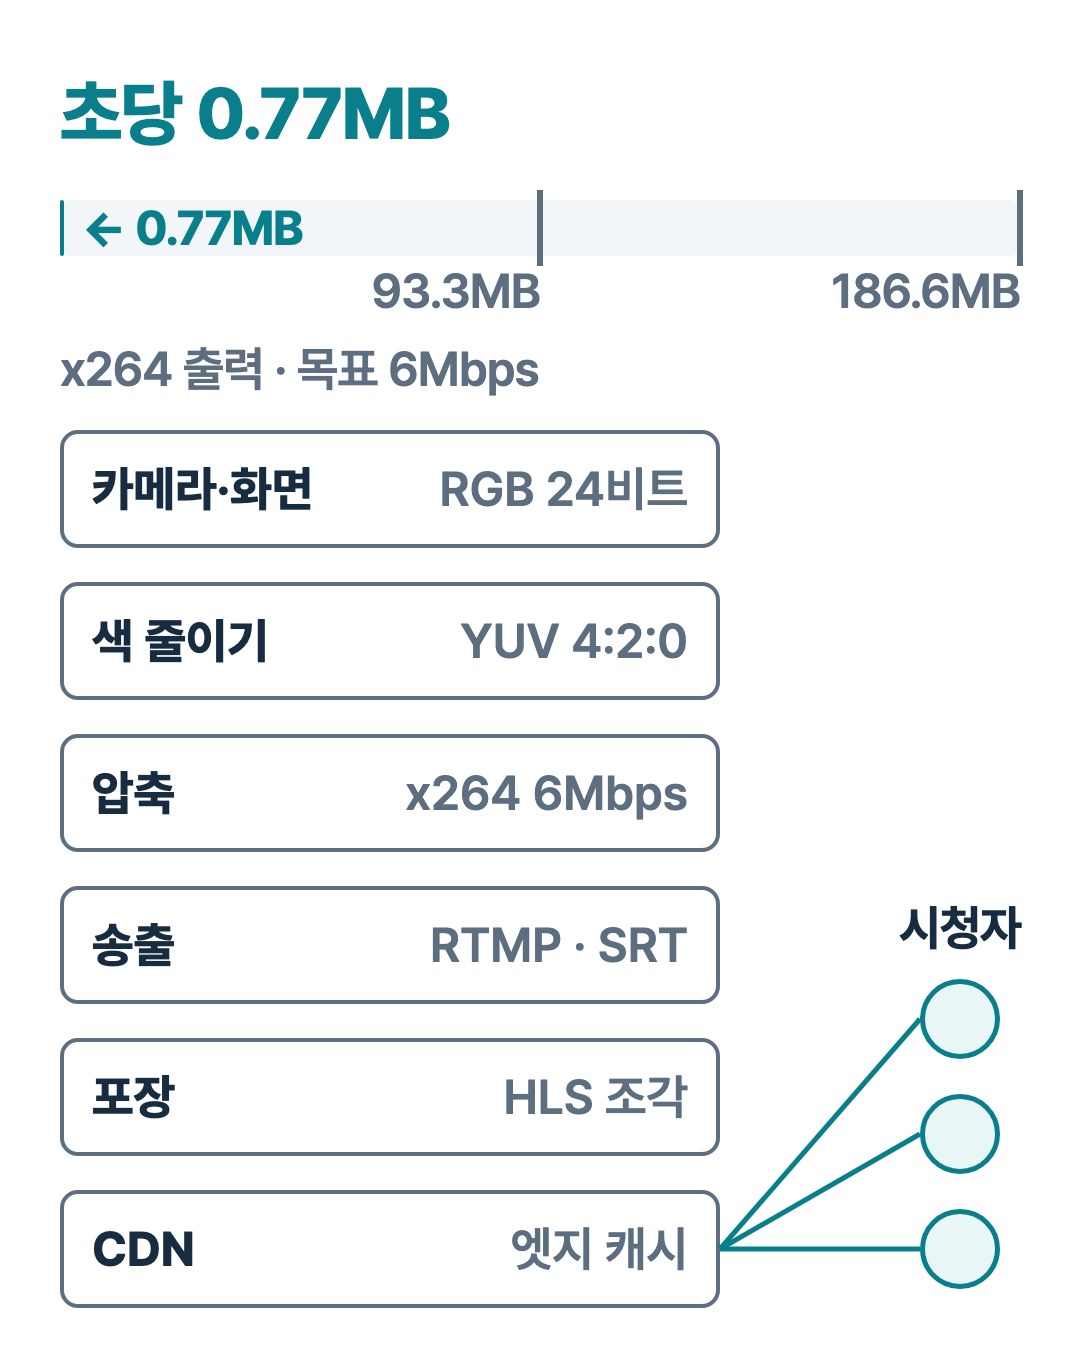 초당 0.77MB
← 0.77MB
93.3MB 186.6MB
x264 출력 · 목표 6Mbps
카메라·화면 RGB 24비트
색 줄이기 YUV 4:2:0
압축 x264 6Mbps
송출 RTMP · SRT
시청자
포장 HLS 조각
CDN 엣지 캐시